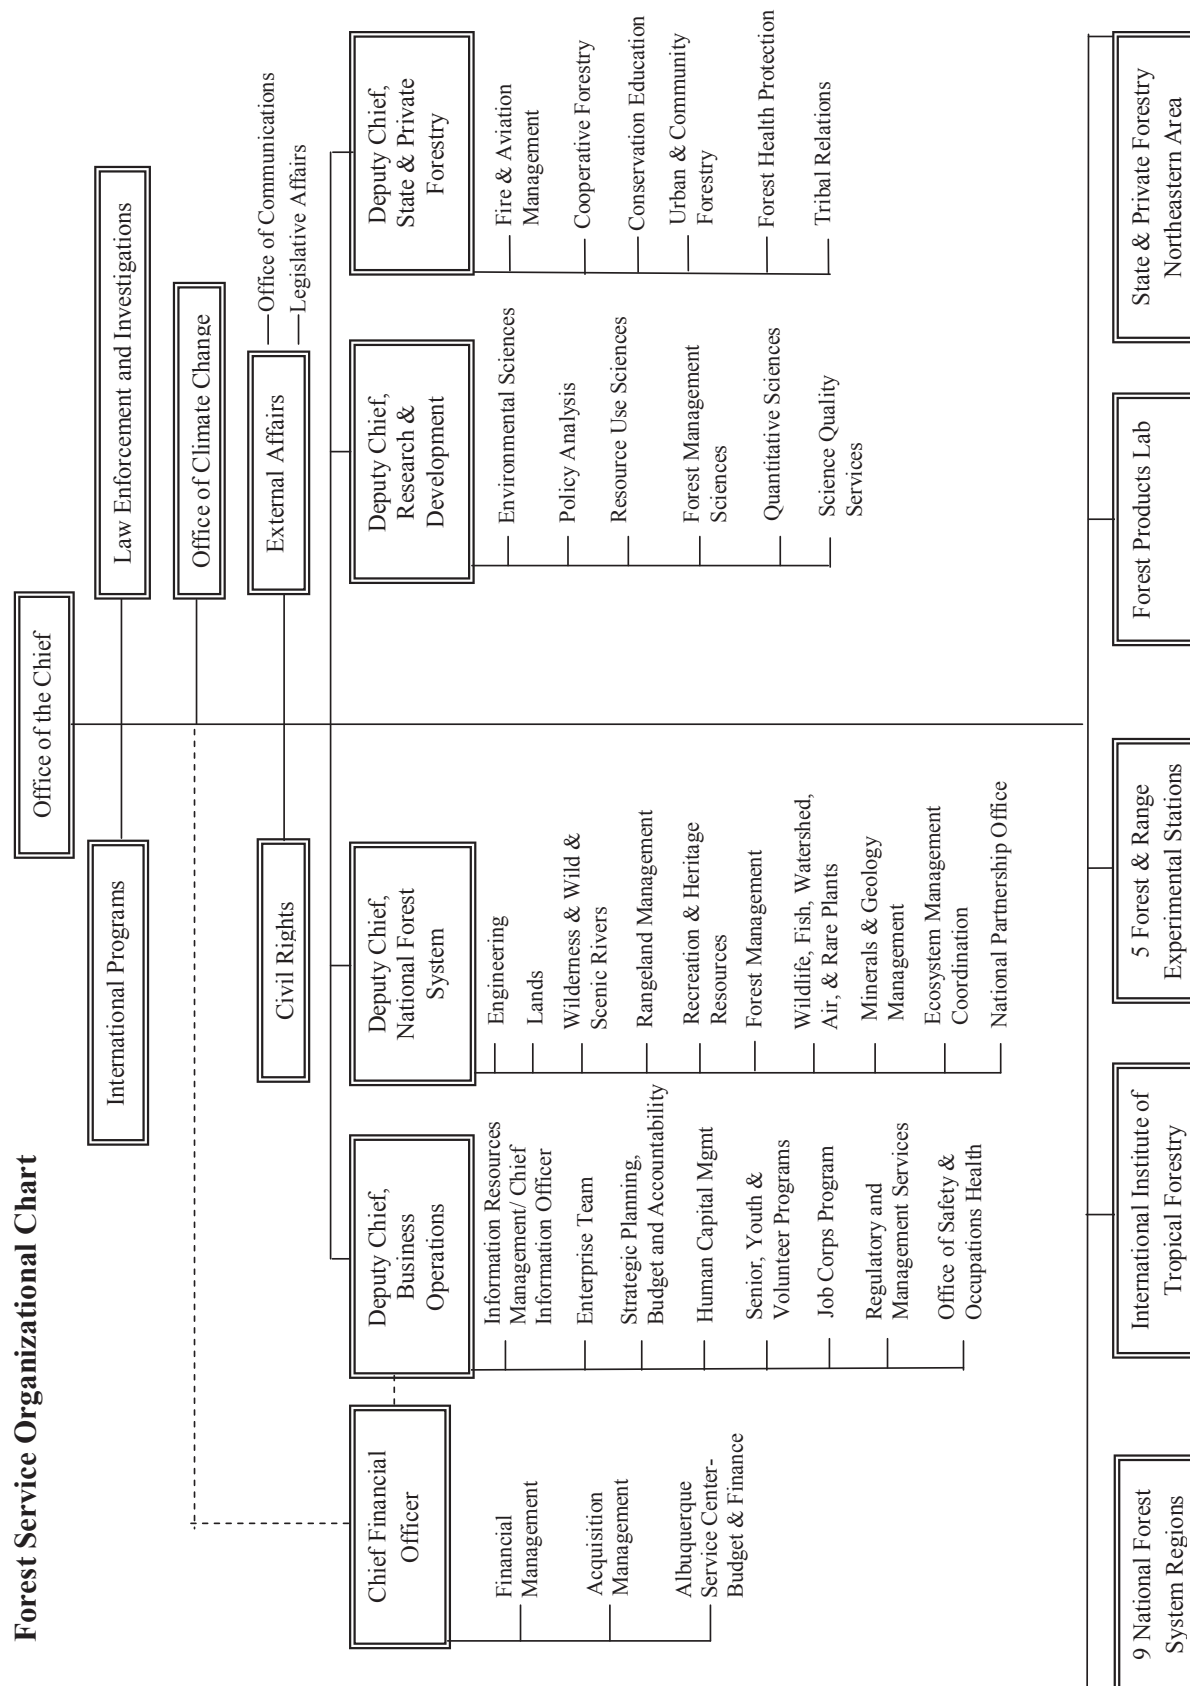 Forest Service Organizational Chart
Office of the Chief
International Programs
Law Enforcement and Investigations
Office of Climate Change
Civil Rights
External Affairs
Office of Communications
Legislative Affairs
Chief Financial
Officer
Financial
Management
Acquisition
Management
Albuquerque
Service Center-
Budget & Finance
Deputy Chief,
Business
Operations
Information Resources
Management/ Chief
Information Officer
Enterprise Team
Strategic Planning,
Budget and Accountability
Human Capital Mgmt
Senior, Youth &
Volunteer Programs
Job Corps Program
Regulatory and
Management Services
Office of Safety &
Occupations Health
Deputy Chief,
National Forest
System
Engineering
Lands
Wilderness & Wild &
Scenic Rivers
Rangeland Management
Recreation & Heritage
Resources
Forest Management
Wildlife, Fish, Watershed,
Air, & Rare Plants
Minerals & Geology
Management
Ecosystem Management
Coordination
National Partnership Office
Deputy Chief,
Research &
Development
Environmental Sciences
Policy Analysis
Resource Use Sciences
Forest Management
Sciences
Quantitative Sciences
Science Quality
Services
Deputy Chief,
State & Private
Forestry
Fire & Aviation
Management
Cooperative Forestry
Conservation Education
Urban & Community
Forestry
Forest Health Protection
Tribal Relations
9 National Forest
System Regions
International Institute of
Tropical Forestry
5 Forest & Range
Experimental Stations
Forest Products Lab
State & Private Forestry
Northeastern Area